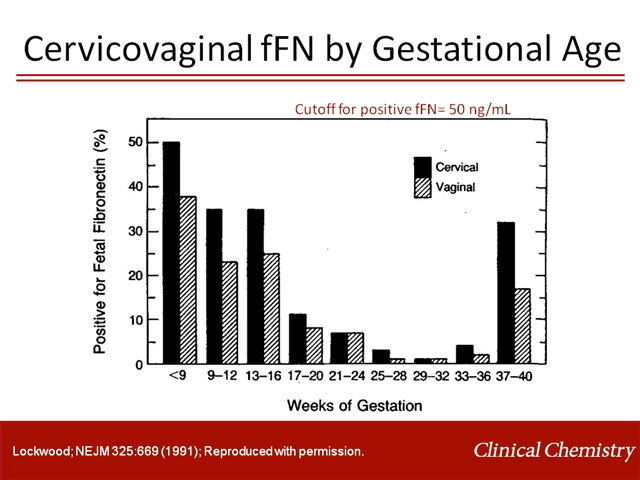 Cervicovaginal fFN by Gestational Age
Cutoff for positive fFN= 50 ng/mL
Positive for Fetal Fibronectin (%)
50
40
30
20
10
0
Cervical
Vaginal
<9 9–12 13–16 17–20 21–24 25–28 29–32 33–36 37–40
Weeks of Gestation
Lockwood; NEJM 325:669 (1991); Reproduced with permission.
Clinical Chemistry